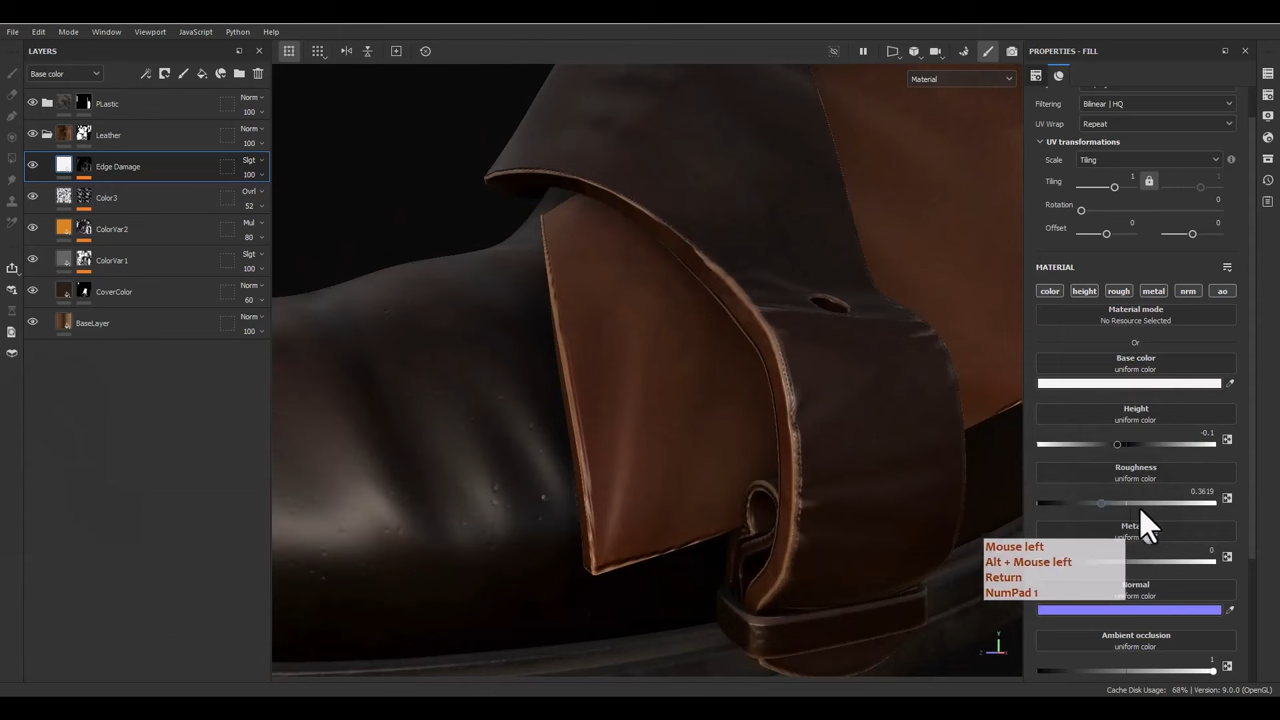 File Edit Mode Window Viewport JavaScript Python Help
LAYERS
Base color
PLastic
Norm
100
Leather
Norm
100
Edge Damage
Slgt
100
Color3
Ovrl
52
ColorVar2
Mul
80
ColorVar1
Slgt
100
CoverColor
Norm
60
BaseLayer
Norm
100
Material
PROPERTIES - FILL
Filtering Bilinear | HQ
UV Wrap Repeat
UV transformations
Scale Tiling
Tiling 1
Rotation 0
Offset 0 0
MATERIAL
color height rough metal nrm ao
Material mode
No Resource Selected
Or
Base color
uniform color
Height
uniform color
-0.1
Roughness
uniform color
0.3619
0
uniform color
Ambient occlusion
uniform color
1
Mouse left
Alt + Mouse left
Return
NumPad 1
Cache Disk Usage: 68% | Version: 9.0.0 (OpenGL)